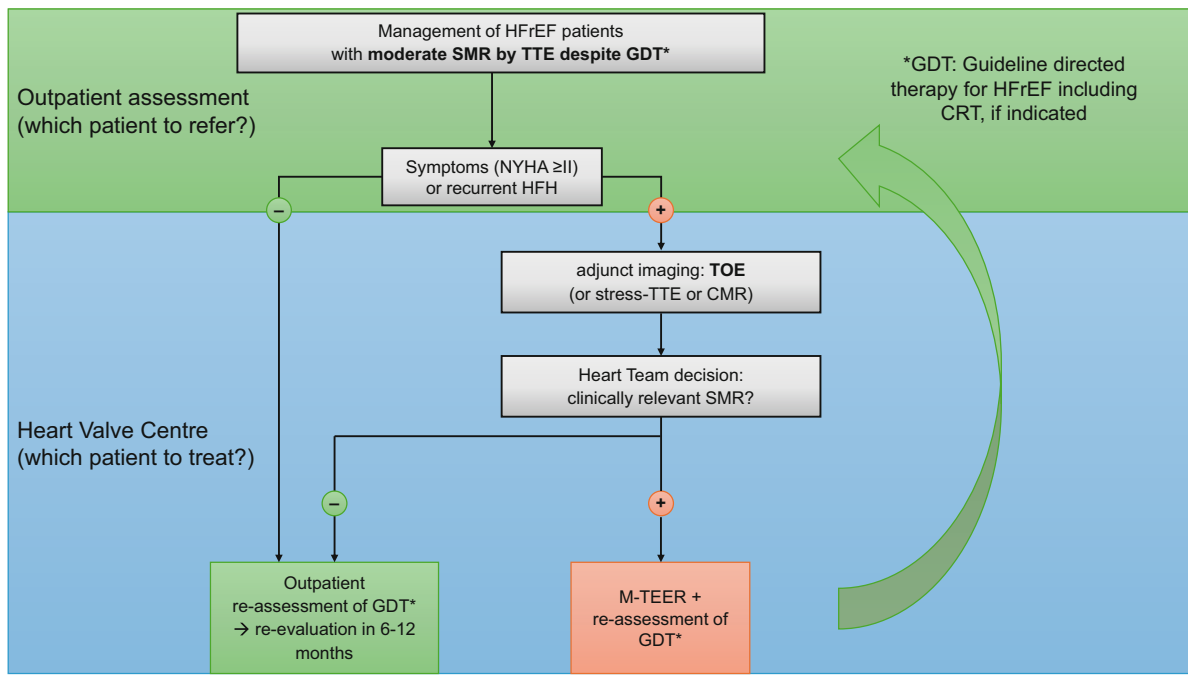 Management of HFrEF patients
with moderate SMR by TTE despite GDT*
*GDT: Guideline directed
therapy for HFrEF including
CRT, if indicated
Outpatient assessment
(which patient to refer?)
Symptoms (NYHA ≥II)
or recurrent HFH
–
+
adjunct imaging: TOE
(or stress-TTE or CMR)
Heart Team decision:
clinically relevant SMR?
Heart Valve Centre
(which patient to treat?)
–
+
Outpatient
re-assessment of GDT*
→ re-evaluation in 6-12
months
M-TEER +
re-assessment of
GDT*